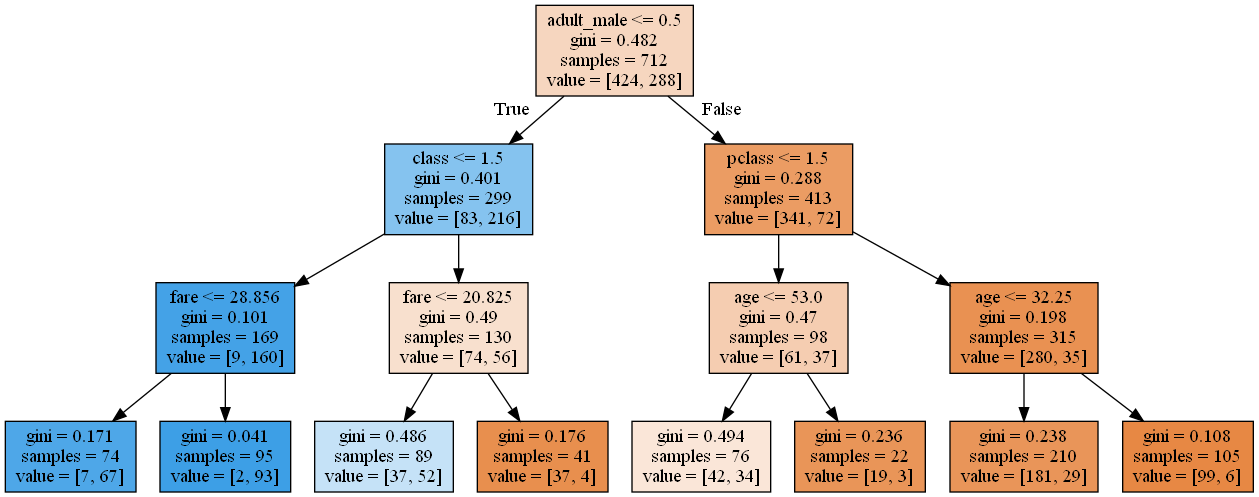 adult_male <= 0.5
gini = 0.482
samples = 712
value = [424, 288]
True
False
class <= 1.5
gini = 0.401
samples = 299
value = [83, 216]
pclass <= 1.5
gini = 0.288
samples = 413
value = [341, 72]
fare <= 28.856
gini = 0.101
samples = 169
value = [9, 160]
fare <= 20.825
gini = 0.49
samples = 130
value = [74, 56]
age <= 53.0
gini = 0.47
samples = 98
value = [61, 37]
age <= 32.25
gini = 0.198
samples = 315
value = [280, 35]
gini = 0.171
samples = 74
value = [7, 67]
gini = 0.041
samples = 95
value = [2, 93]
gini = 0.486
samples = 89
value = [37, 52]
gini = 0.176
samples = 41
value = [37, 4]
gini = 0.494
samples = 76
value = [42, 34]
gini = 0.236
samples = 22
value = [19, 3]
gini = 0.238
samples = 210
value = [181, 29]
gini = 0.108
samples = 105
value = [99, 6]